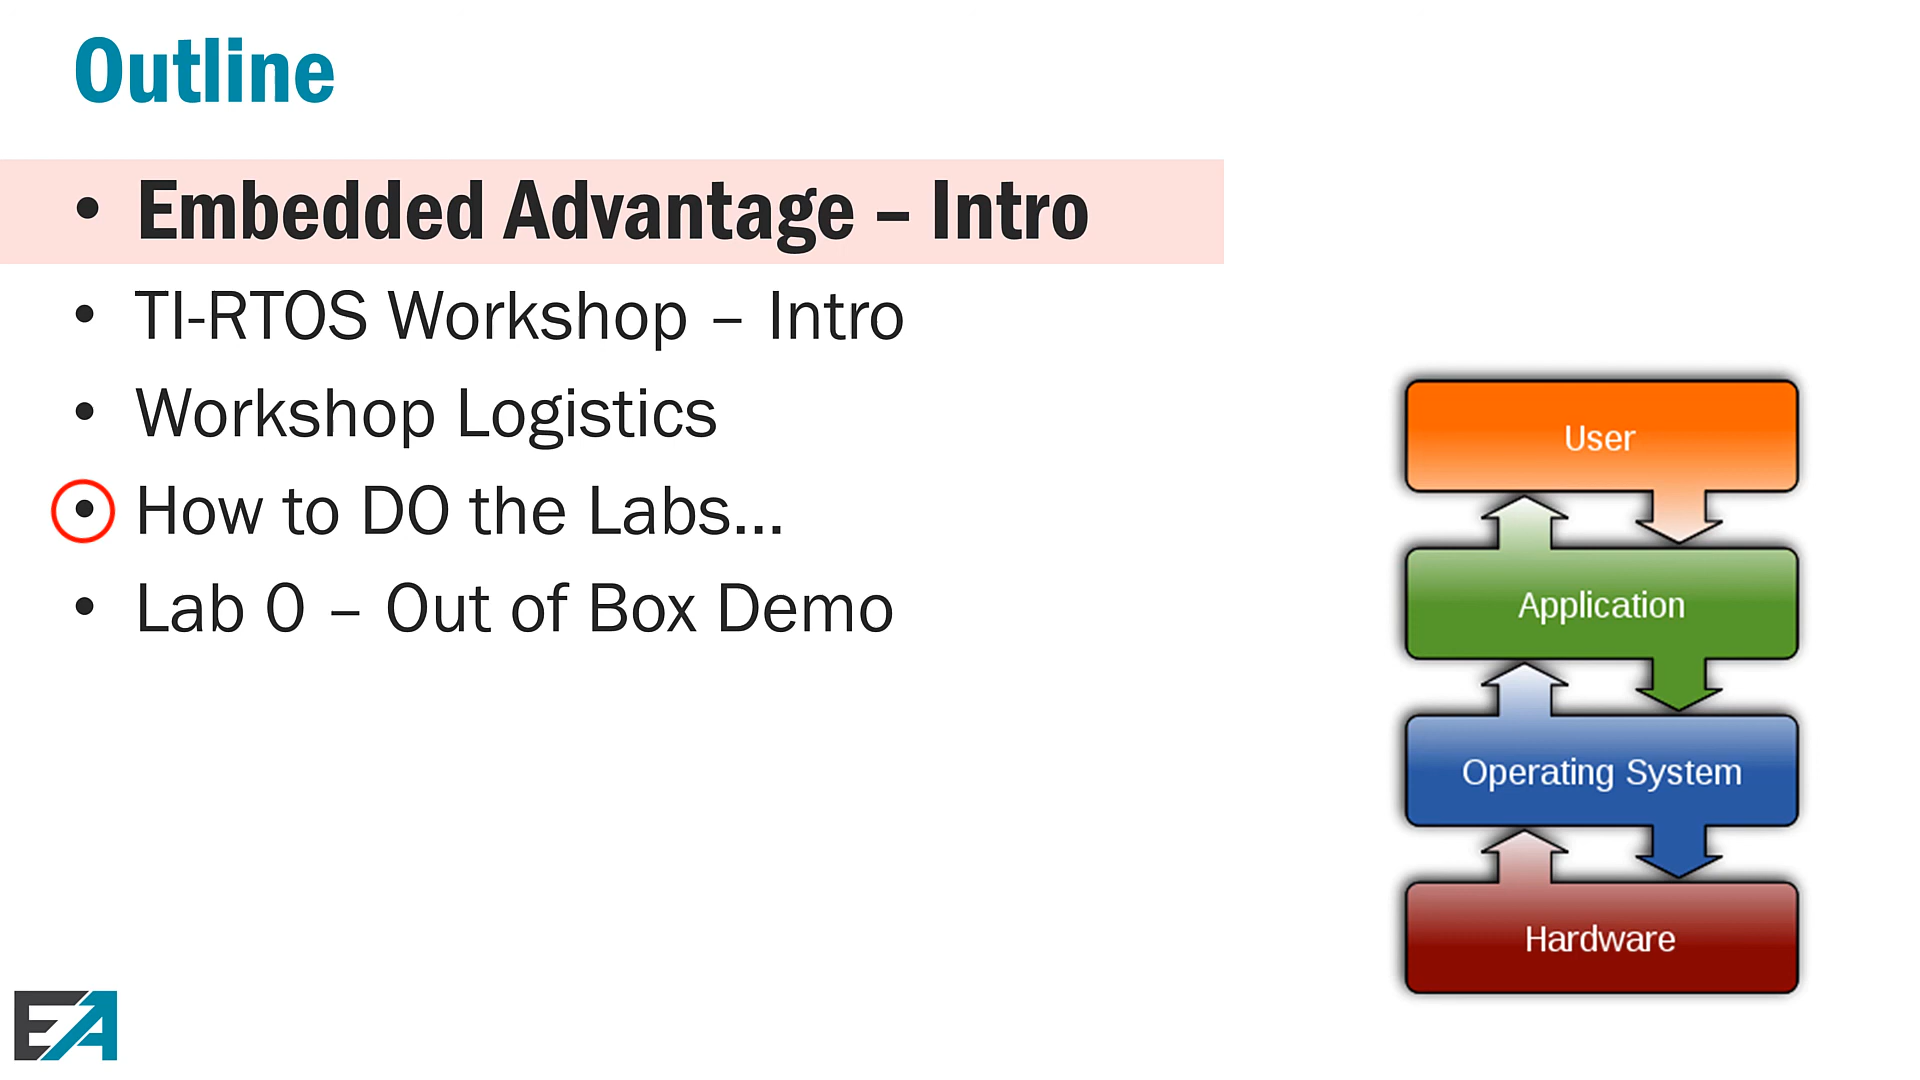 Outline
• Embedded Advantage – Intro
• TI-RTOS Workshop – Intro
• Workshop Logistics
• How to DO the Labs...
• Lab 0 – Out of Box Demo
User
Application
Operating System
Hardware
EA